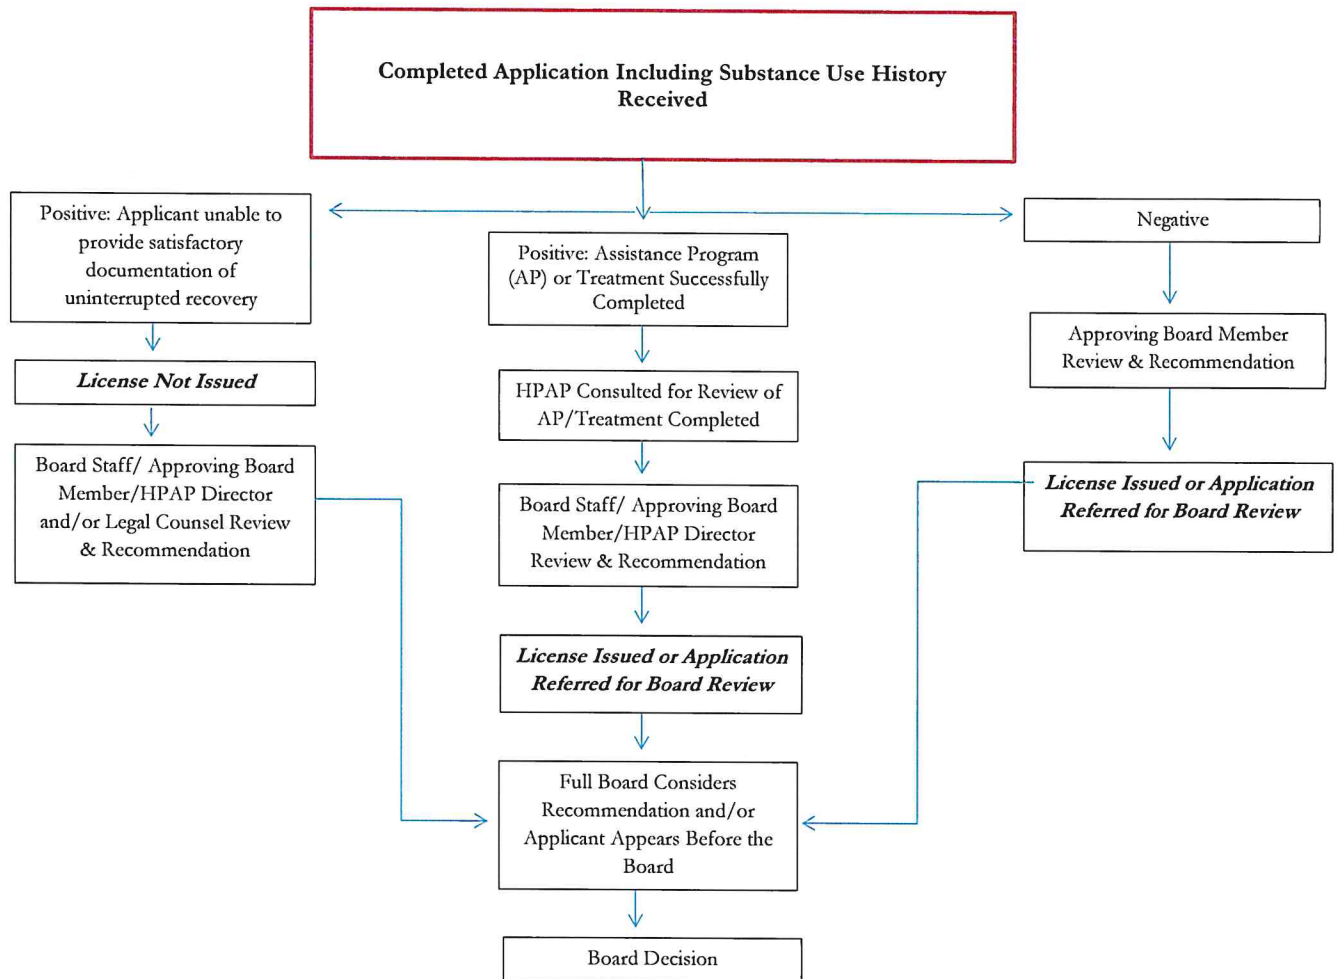 Completed Application Including Substance Use History
Received
Positive: Applicant unable to
provide satisfactory
documentation of
uninterrupted recovery
License Not Issued
Board Staff/ Approving Board
Member/HPAP Director
and/or Legal Counsel Review
& Recommendation
Positive: Assistance Program
(AP) or Treatment Successfully
Completed
HPAP Consulted for Review of
AP/Treatment Completed
Board Staff/ Approving Board
Member/HPAP Director
Review & Recommendation
License Issued or Application
Referred for Board Review
Negative
Approving Board Member
Review & Recommendation
License Issued or Application
Referred for Board Review
Full Board Considers
Recommendation and/or
Applicant Appears Before the
Board
Board Decision